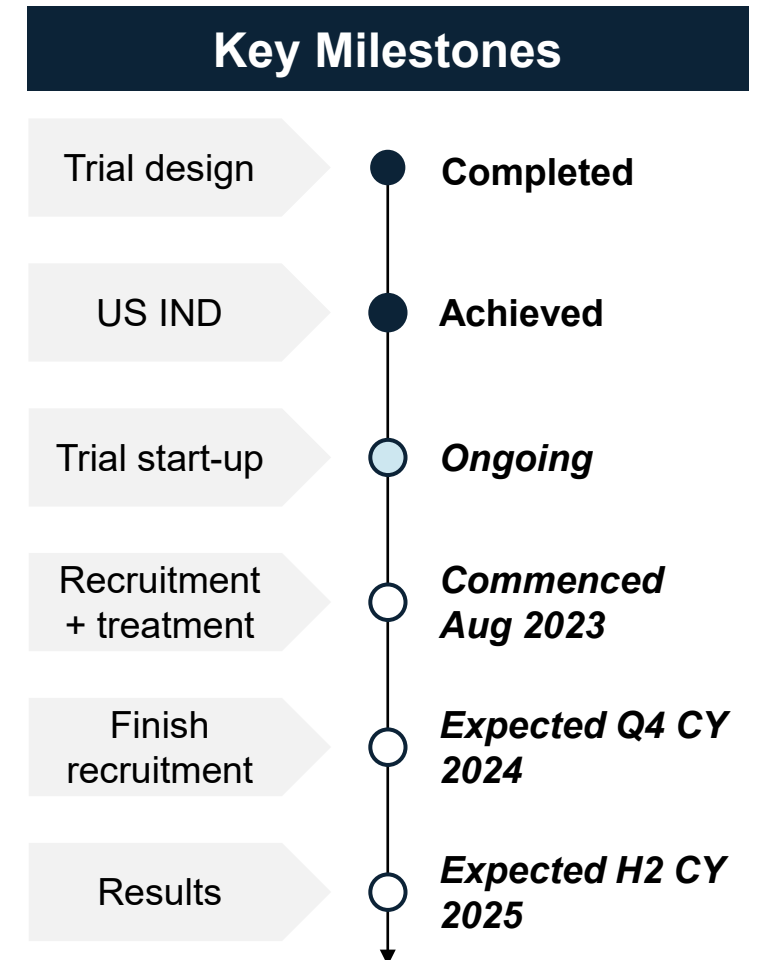 Key Milestones
Trial design
Completed
US IND
Achieved
Trial start-up
Ongoing
Recruitment
+ treatment
Commenced
Aug 2023
Finish
recruitment
Expected Q4 CY
2024
Results
Expected H2 CY
2025